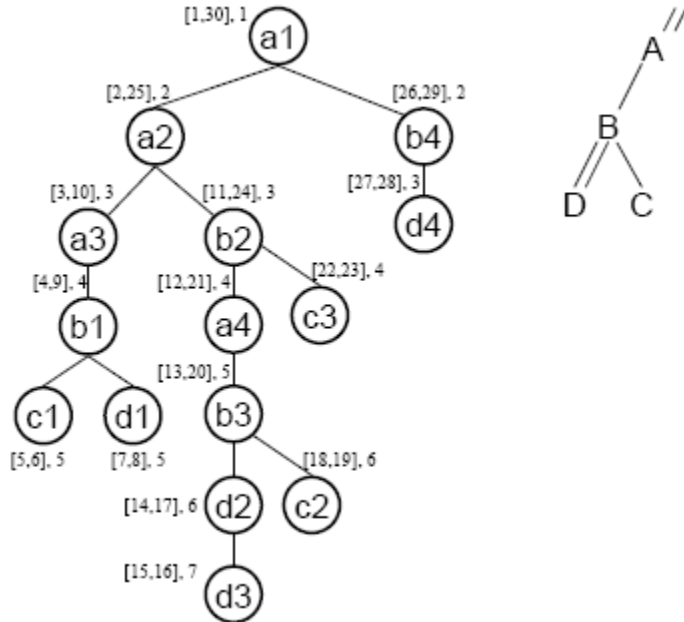 [1,30], 1
a1
A
[2,25], 2
[26,29], 2
a2
b4
B
[3,10], 3
[11,24], 3
[27,28], 3
D
C
a3
b2
d4
[4,9], 4
[12,21], 4
[22,23], 4
b1
a4
c3
[13,20], 5
c1
d1
b3
[5,6], 5
[7,8], 5
[18,19], 6
[14,17], 6
d2
c2
[15,16], 7
d3